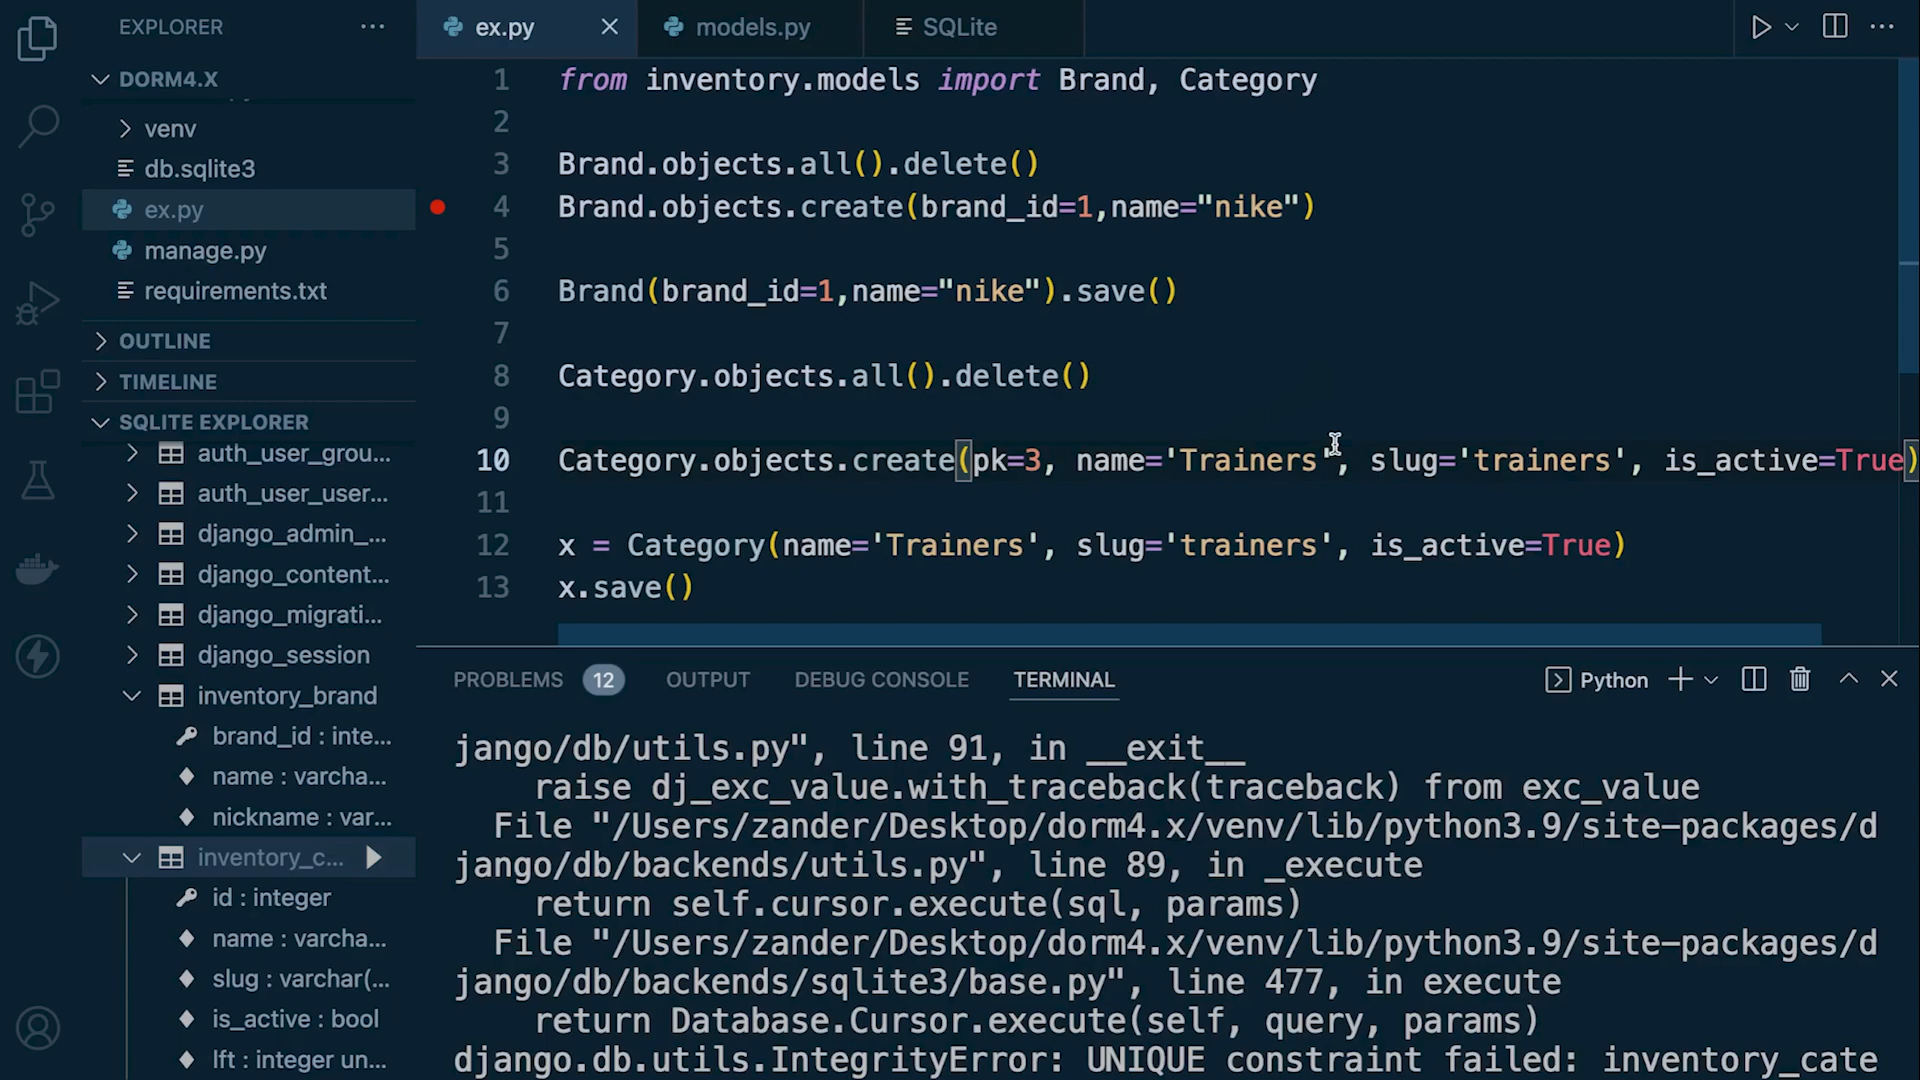 EXPLORER
DORM4.X
venv
db.sqlite3
ex.py
manage.py
requirements.txt
OUTLINE
TIMELINE
SQLITE EXPLORER
auth_user_grou...
auth_user_user...
django_admin_...
django_content...
django_migrati...
django_session
inventory_brand
brand_id : inte...
name : varcha...
nickname : var...
inventory_c...
id : integer
name : varcha...
slug : varchar(...
is_active : bool
lft : integer un...
ex.py
models.py
SQLite
1 from inventory.models import Brand, Category
2
3 Brand.objects.all().delete()
4 Brand.objects.create(brand_id=1,name="nike")
5
6 Brand(brand_id=1,name="nike").save()
7
8 Category.objects.all().delete()
9
10 Category.objects.create(pk=3, name='Trainers', slug='trainers', is_active=True)
11
12 x = Category(name='Trainers', slug='trainers', is_active=True)
13 x.save()
PROBLEMS 12 OUTPUT DEBUG CONSOLE TERMINAL Python
jango/db/utils.py", line 91, in __exit__
raise dj_exc_value.with_traceback(traceback) from exc_value
File "/Users/zander/Desktop/dorm4.x/venv/lib/python3.9/site-packages/d
jango/db/backends/utils.py", line 89, in _execute
return self.cursor.execute(sql, params)
File "/Users/zander/Desktop/dorm4.x/venv/lib/python3.9/site-packages/d
jango/db/backends/sqlite3/base.py", line 477, in execute
return Database.Cursor.execute(self, query, params)
django.db.utils.IntegrityError: UNIQUE constraint failed: inventory_cate